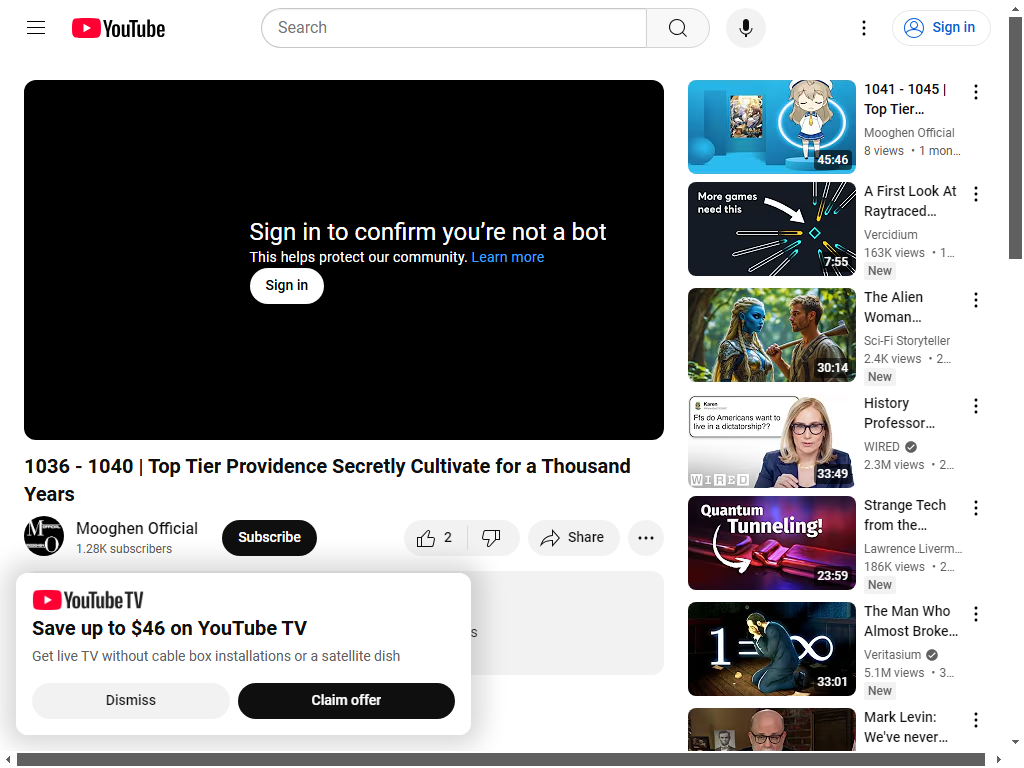 YouTube
Search
Sign in
Sign in to confirm you’re not a bot
This helps protect our community. Learn more
Sign in
1036 - 1040 | Top Tier Providence Secretly Cultivate for a Thousand
Years
Mooghen Official
1.28K subscribers
Subscribe
2
Share
YouTube TV
Save up to $46 on YouTube TV
Get live TV without cable box installations or a satellite dish
Dismiss
Claim offer
45:46
1041 - 1045 |
Top Tier…
Mooghen Official
8 views • 1 mon…
More games
need this
7:55
A First Look At
Raytraced…
Vercidium
163K views • 1…
New
30:14
The Alien
Woman…
Sci-Fi Storyteller
2.4K views • 2…
New
Karen
Ffs do Americans want to
live in a dictatorship??
WIRED
33:49
History
Professor…
WIRED
2.3M views • 2…
Quantum
Tunneling!
23:59
Strange Tech
from the…
Lawrence Liverm…
186K views • 2…
New
1=∞
33:01
The Man Who
Almost Broke…
Veritasium
5.1M views • 3…
New
Mark Levin:
We've never…